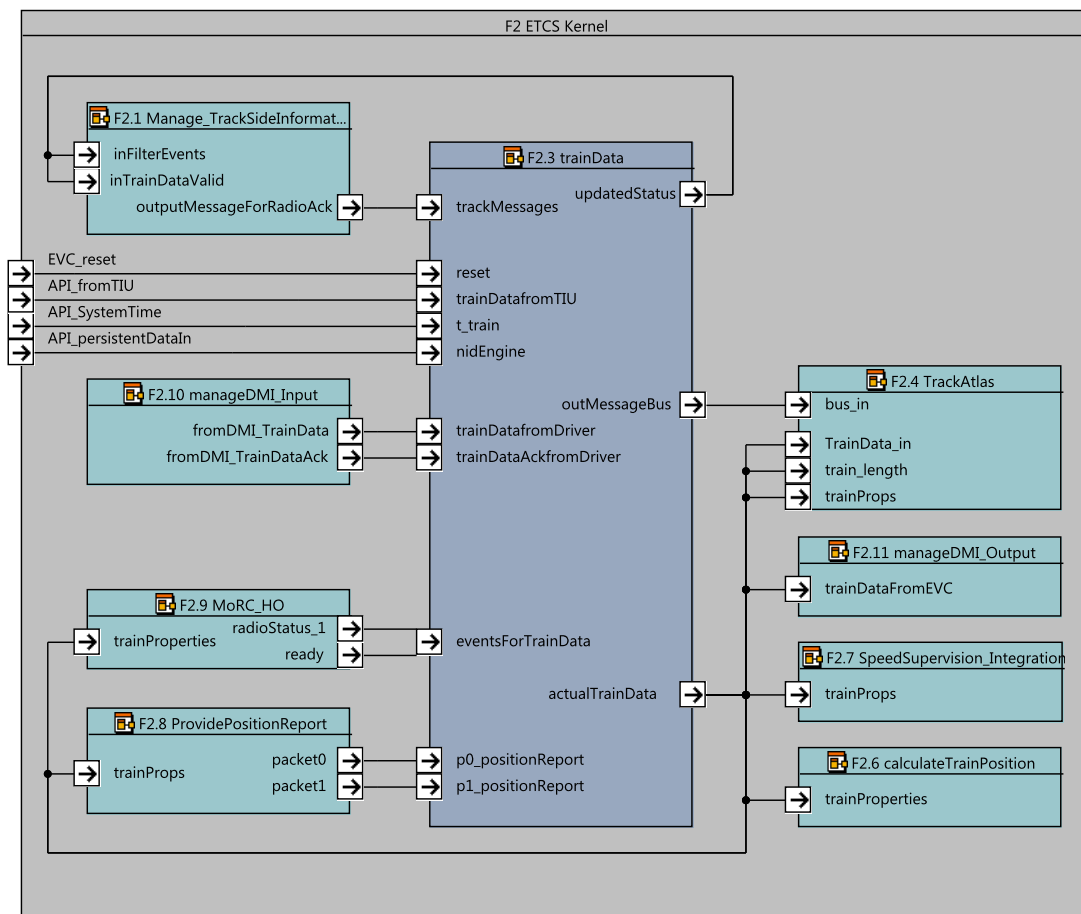 F2 ETCS Kernel
F2.1 Manage_TrackSideInformat...
inFilterEvents
inTrainDataValid
outputMessageForRadioAck
F2.3 trainData
updatedStatus
trackMessages
EVC_reset
reset
API_fromTIU
trainDatafromTIU
API_SystemTime
t_train
API_persistentDataIn
nidEngine
F2.10 manageDMI_Input
fromDMI_TrainData
fromDMI_TrainDataAck
outMessageBus
trainDatafromDriver
trainDataAckfromDriver
F2.4 TrackAtlas
bus_in
TrainData_in
train_length
trainProps
F2.11 manageDMI_Output
trainDataFromEVC
F2.9 MoRC_HO
radioStatus_1
trainProperties
ready
eventsForTrainData
F2.7 SpeedSupervision_Integration
trainProps
actualTrainData
F2.8 ProvidePositionReport
packet0
trainProps
packet1
p0_positionReport
p1_positionReport
F2.6 calculateTrainPosition
trainProperties